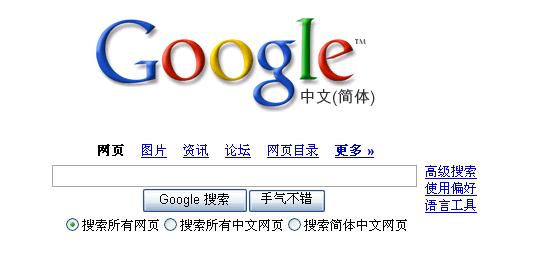 Google™
中文(简体)
网页 图片 资讯 论坛 网页目录 更多 »
高级搜索
使用偏好
语言工具
Google 搜索 手气不错
搜索所有网页 搜索所有中文网页 搜索简体中文网页